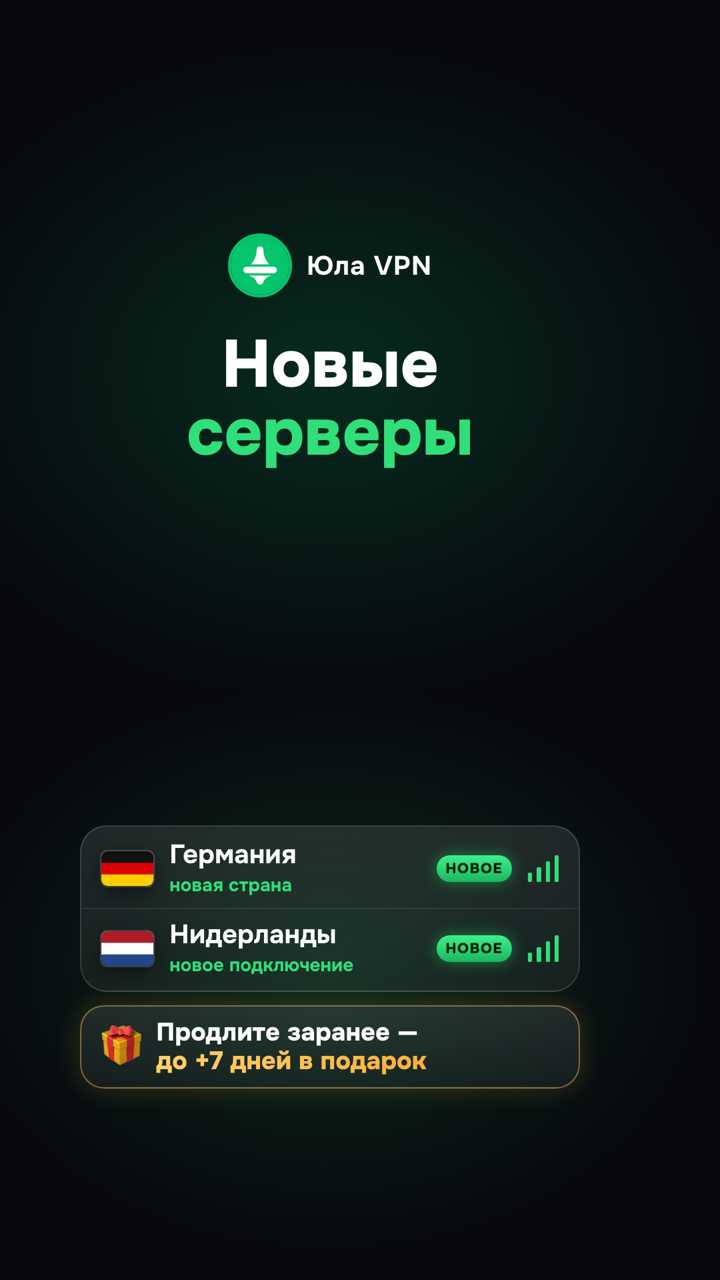 Юла VPN
Новые
серверы
Германия
новая страна
НОВОЕ
Нидерланды
новое подключение
НОВОЕ
Продлите заранее —
до +7 дней в подарок